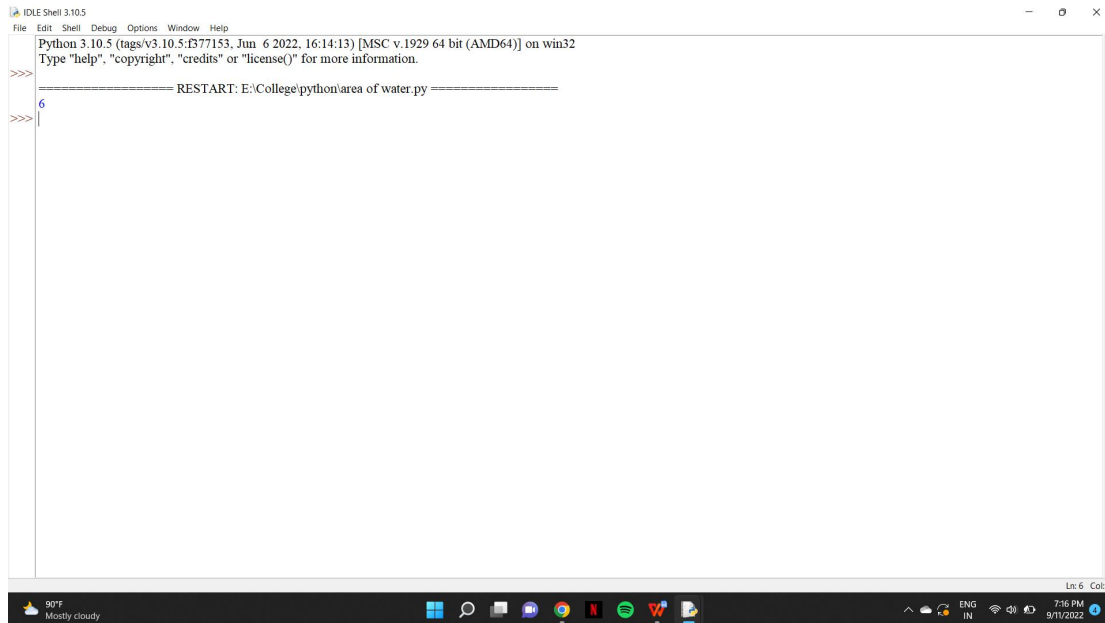 IDLE Shell 3.10.5
File Edit Shell Debug Options Window Help
Python 3.10.5 (tags/v3.10.5:f377153, Jun  6 2022, 16:14:13) [MSC v.1929 64 bit (AMD64)] on win32
Type "help", "copyright", "credits" or "license()" for more information.
>>>
================== RESTART: E:\College\python\area of water.py =================
6
>>>
Ln: 6 Col:
90°F
Mostly cloudy
ENG
IN
7:16 PM
9/11/2022
4